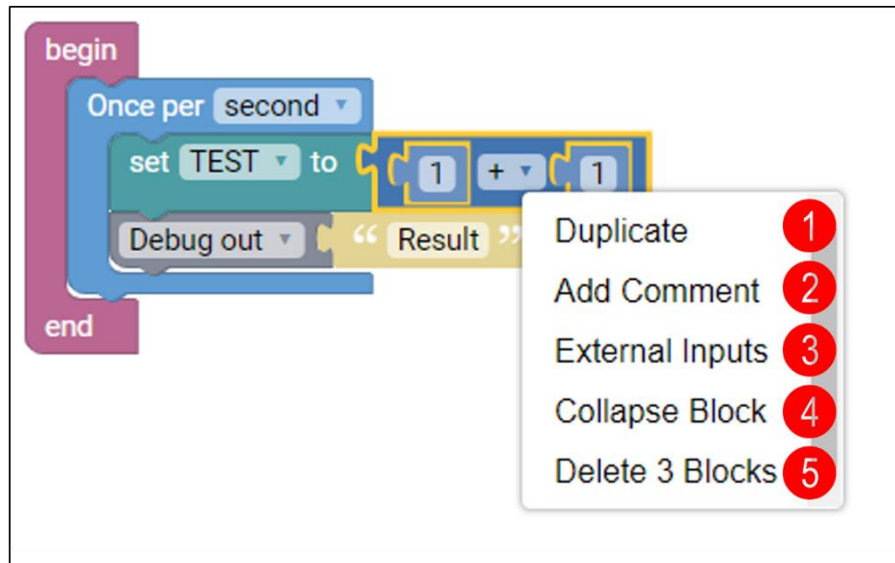 begin
Once per second
set TEST to 1 + 1
Debug out “ Result ”
Duplicate 1
Add Comment 2
External Inputs 3
Collapse Block 4
Delete 3 Blocks 5
end